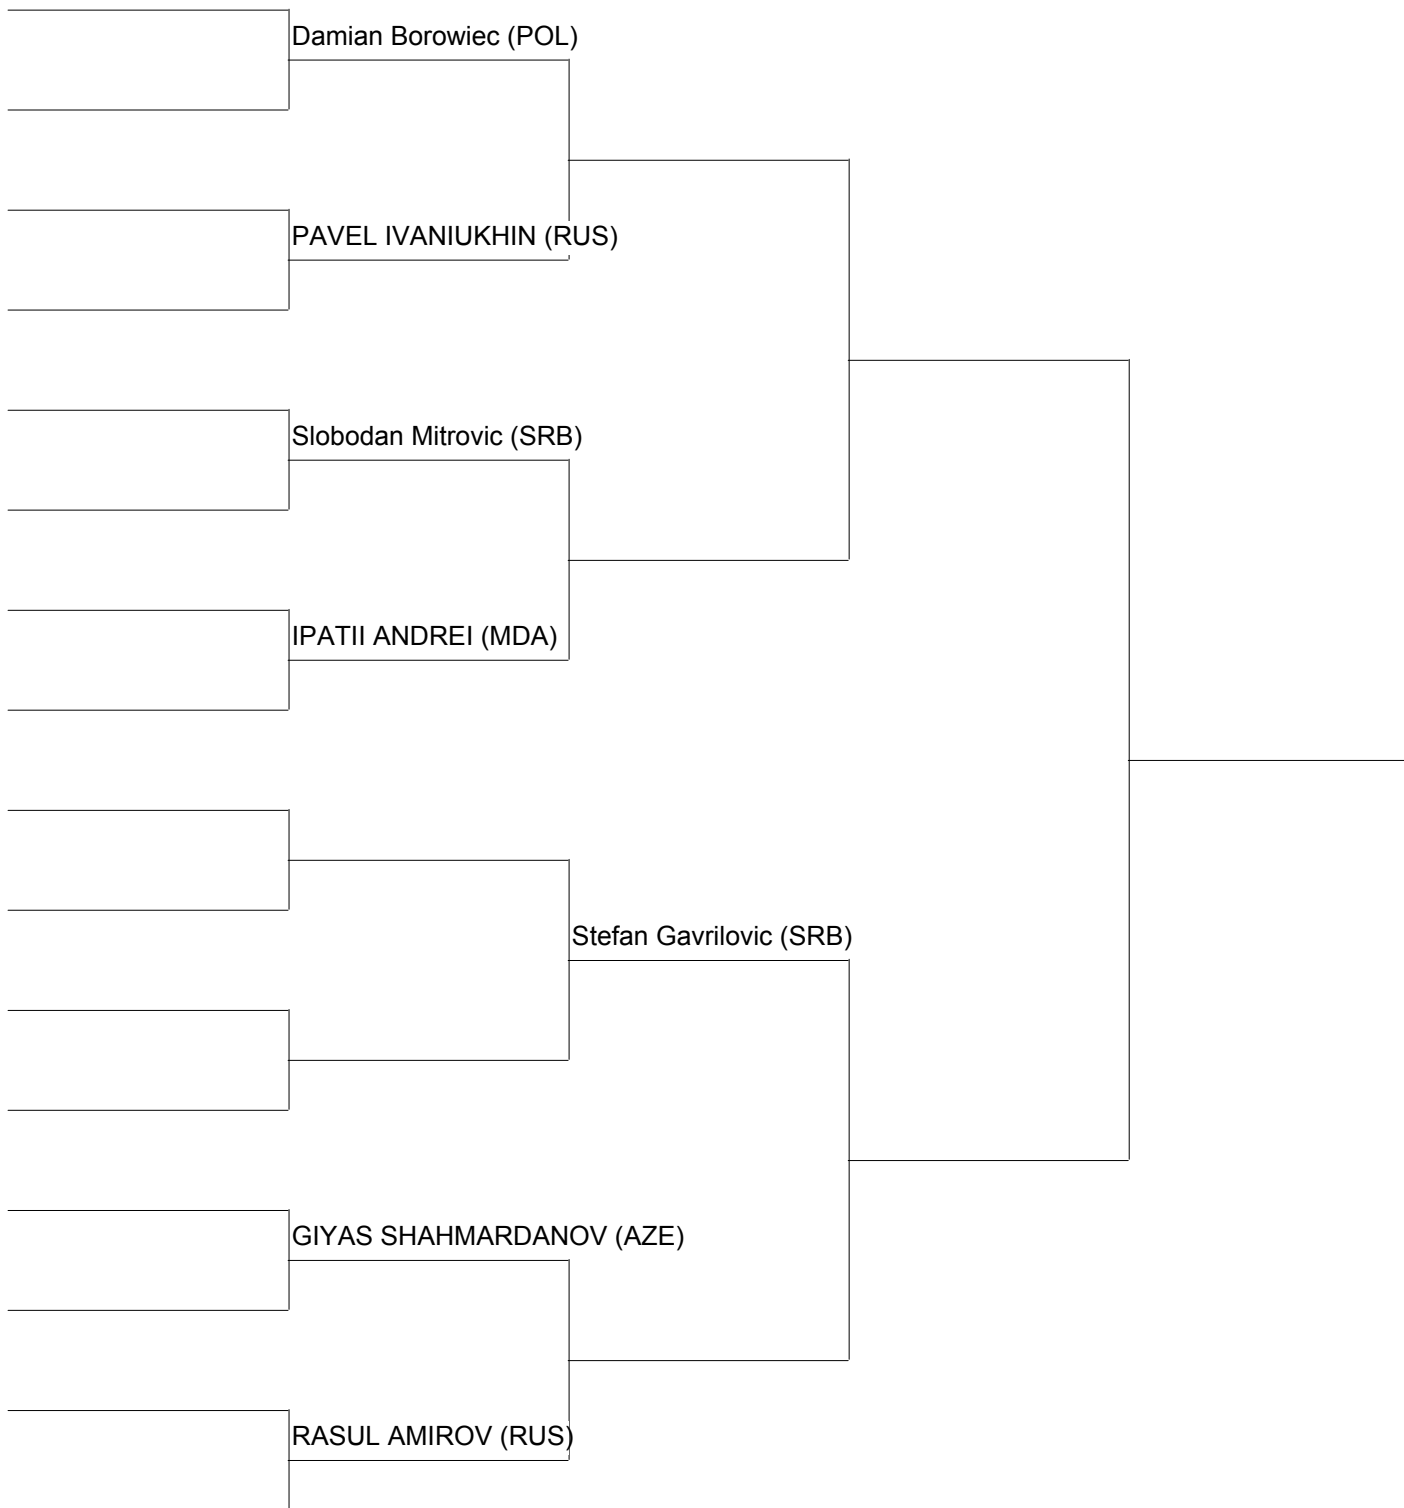 Damian Borowiec (POL)
PAVEL IVANIUKHIN (RUS)
Slobodan Mitrovic (SRB)
IPATII ANDREI (MDA)
Stefan Gavrilovic (SRB)
GIYAS SHAHMARDANOV (AZE)
RASUL AMIROV (RUS)